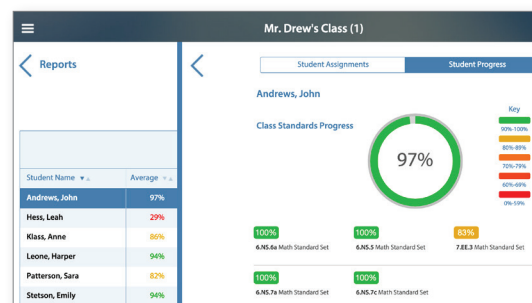 Mr. Drew's Class (1)
Reports
Student Name
Average
Andrews, John 97%
Hess, Leah 29%
Klass, Anne 86%
Leone, Harper 94%
Patterson, Sara 82%
Stetson, Emily 94%
Student Assignments
Student Progress
Andrews, John
Class Standards Progress
97%
Key
90%-100%
80%-89%
70%-79%
60%-69%
0%-59%
100%
6.NS.6a Math Standard Set
100%
6.NS.5 Math Standard Set
83%
7.EE.3 Math Standard Set
100%
6.NS.7a Math Standard Set
100%
6.NS.7c Math Standard Set